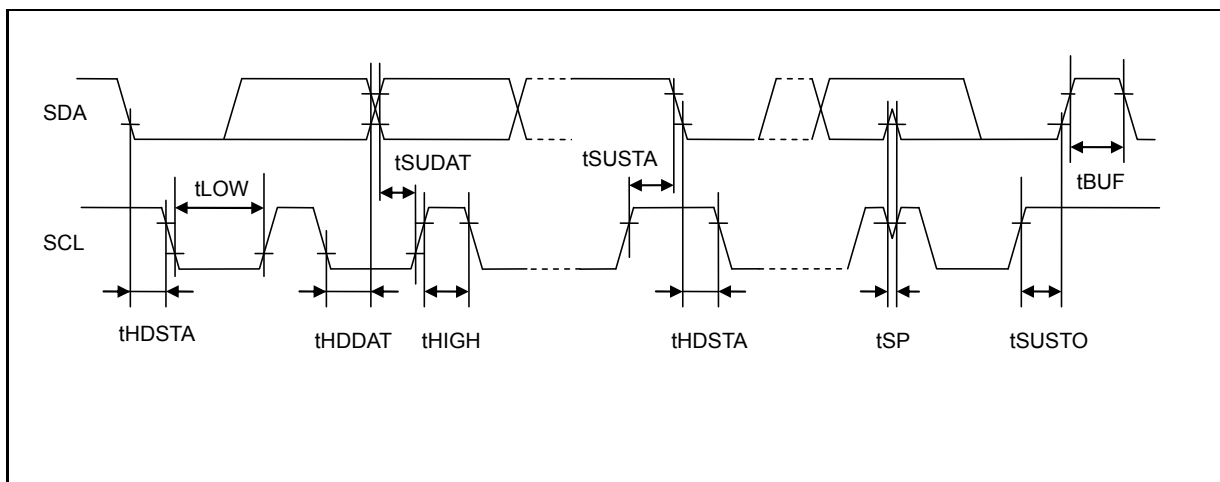 SDA
tSUDAT
tSUSTA
tLOW
tBUF
SCL
tHDSTA
tHDDAT
tHIGH
tHDSTA
tSP
tSUSTO